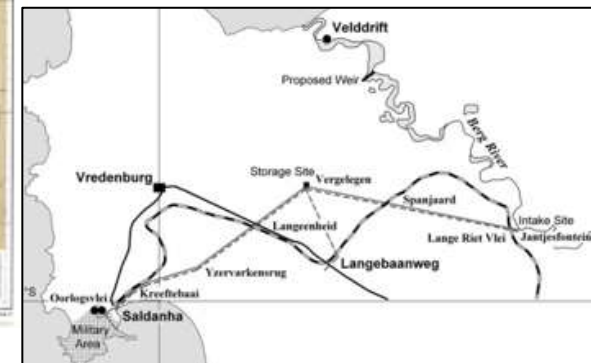 Velddrift
Proposed Weir
Berg River
Vredenburg
Storage Site
Vergelegen
Spanjaard
Intake Site
Langeenheid
Lange Riet Vlei
Jantjesfontein
Langebaanweg
Yzervarkensrug
°S
Kreeftebaai
Oorlogsvlei
Saldanha
Military
Area